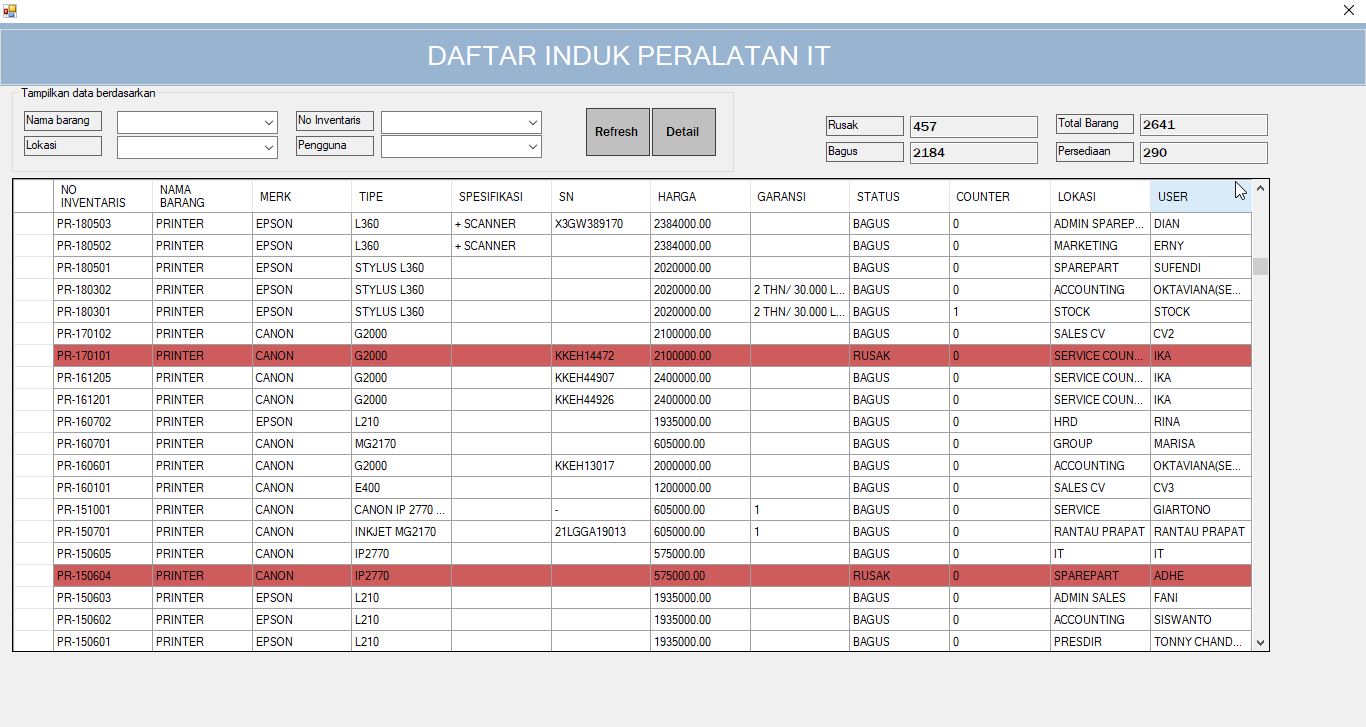 DAFTAR INDUK PERALATAN IT
Tampilkan data berdasarkan
Nama barang No Inventaris Refresh Detail Rusak 457 Total Barang 2641
Lokasi Pengguna Bagus 2184 Persediaan 290
NO INVENTARIS NAMA BARANG MERK TIPE SPESIFIKASI SN HARGA GARANSI STATUS COUNTER LOKASI USER
PR-180503 PRINTER EPSON L360 + SCANNER X3GW389170 2384000.00 BAGUS 0 ADMIN SPAREP... DIAN
PR-180502 PRINTER EPSON L360 + SCANNER 2384000.00 BAGUS 0 MARKETING ERNY
PR-180501 PRINTER EPSON STYLUS L360 2020000.00 BAGUS 0 SPAREPART SUFENDI
PR-180302 PRINTER EPSON STYLUS L360 2020000.00 2 THN/ 30.000 L... BAGUS 0 ACCOUNTING OKTAVIANA(SE...
PR-180301 PRINTER EPSON STYLUS L360 2020000.00 2 THN/ 30.000 L... BAGUS 1 STOCK STOCK
PR-170102 PRINTER CANON G2000 2100000.00 BAGUS 0 SALES CV CV2
PR-170101 PRINTER CANON G2000 KKEH14472 2100000.00 RUSAK 0 SERVICE COUN... IKA
PR-161205 PRINTER CANON G2000 KKEH44907 2400000.00 BAGUS 0 SERVICE COUN... IKA
PR-161201 PRINTER CANON G2000 KKEH44926 2400000.00 BAGUS 0 SERVICE COUN... IKA
PR-160702 PRINTER EPSON L210 1935000.00 BAGUS 0 HRD RINA
PR-160701 PRINTER CANON MG2170 605000.00 BAGUS 0 GROUP MARISA
PR-160601 PRINTER CANON G2000 KKEH13017 2000000.00 BAGUS 0 ACCOUNTING OKTAVIANA(SE...
PR-160101 PRINTER CANON E400 1200000.00 BAGUS 0 SALES CV CV3
PR-151001 PRINTER CANON CANON IP 2770 ... - 605000.00 1 BAGUS 0 SERVICE GIARTONO
PR-150701 PRINTER CANON INKJET MG2170 21LGGA19013 605000.00 1 BAGUS 0 RANTAU PRAPAT RANTAU PRAPAT
PR-150605 PRINTER CANON IP2770 575000.00 BAGUS 0 IT IT
PR-150604 PRINTER CANON IP2770 575000.00 RUSAK 0 SPAREPART ADHE
PR-150603 PRINTER EPSON L210 1935000.00 BAGUS 0 ADMIN SALES FANI
PR-150602 PRINTER EPSON L210 1935000.00 BAGUS 0 ACCOUNTING SISWANTO
PR-150601 PRINTER EPSON L210 1935000.00 BAGUS 0 PRESDIR TONNY CHAND...